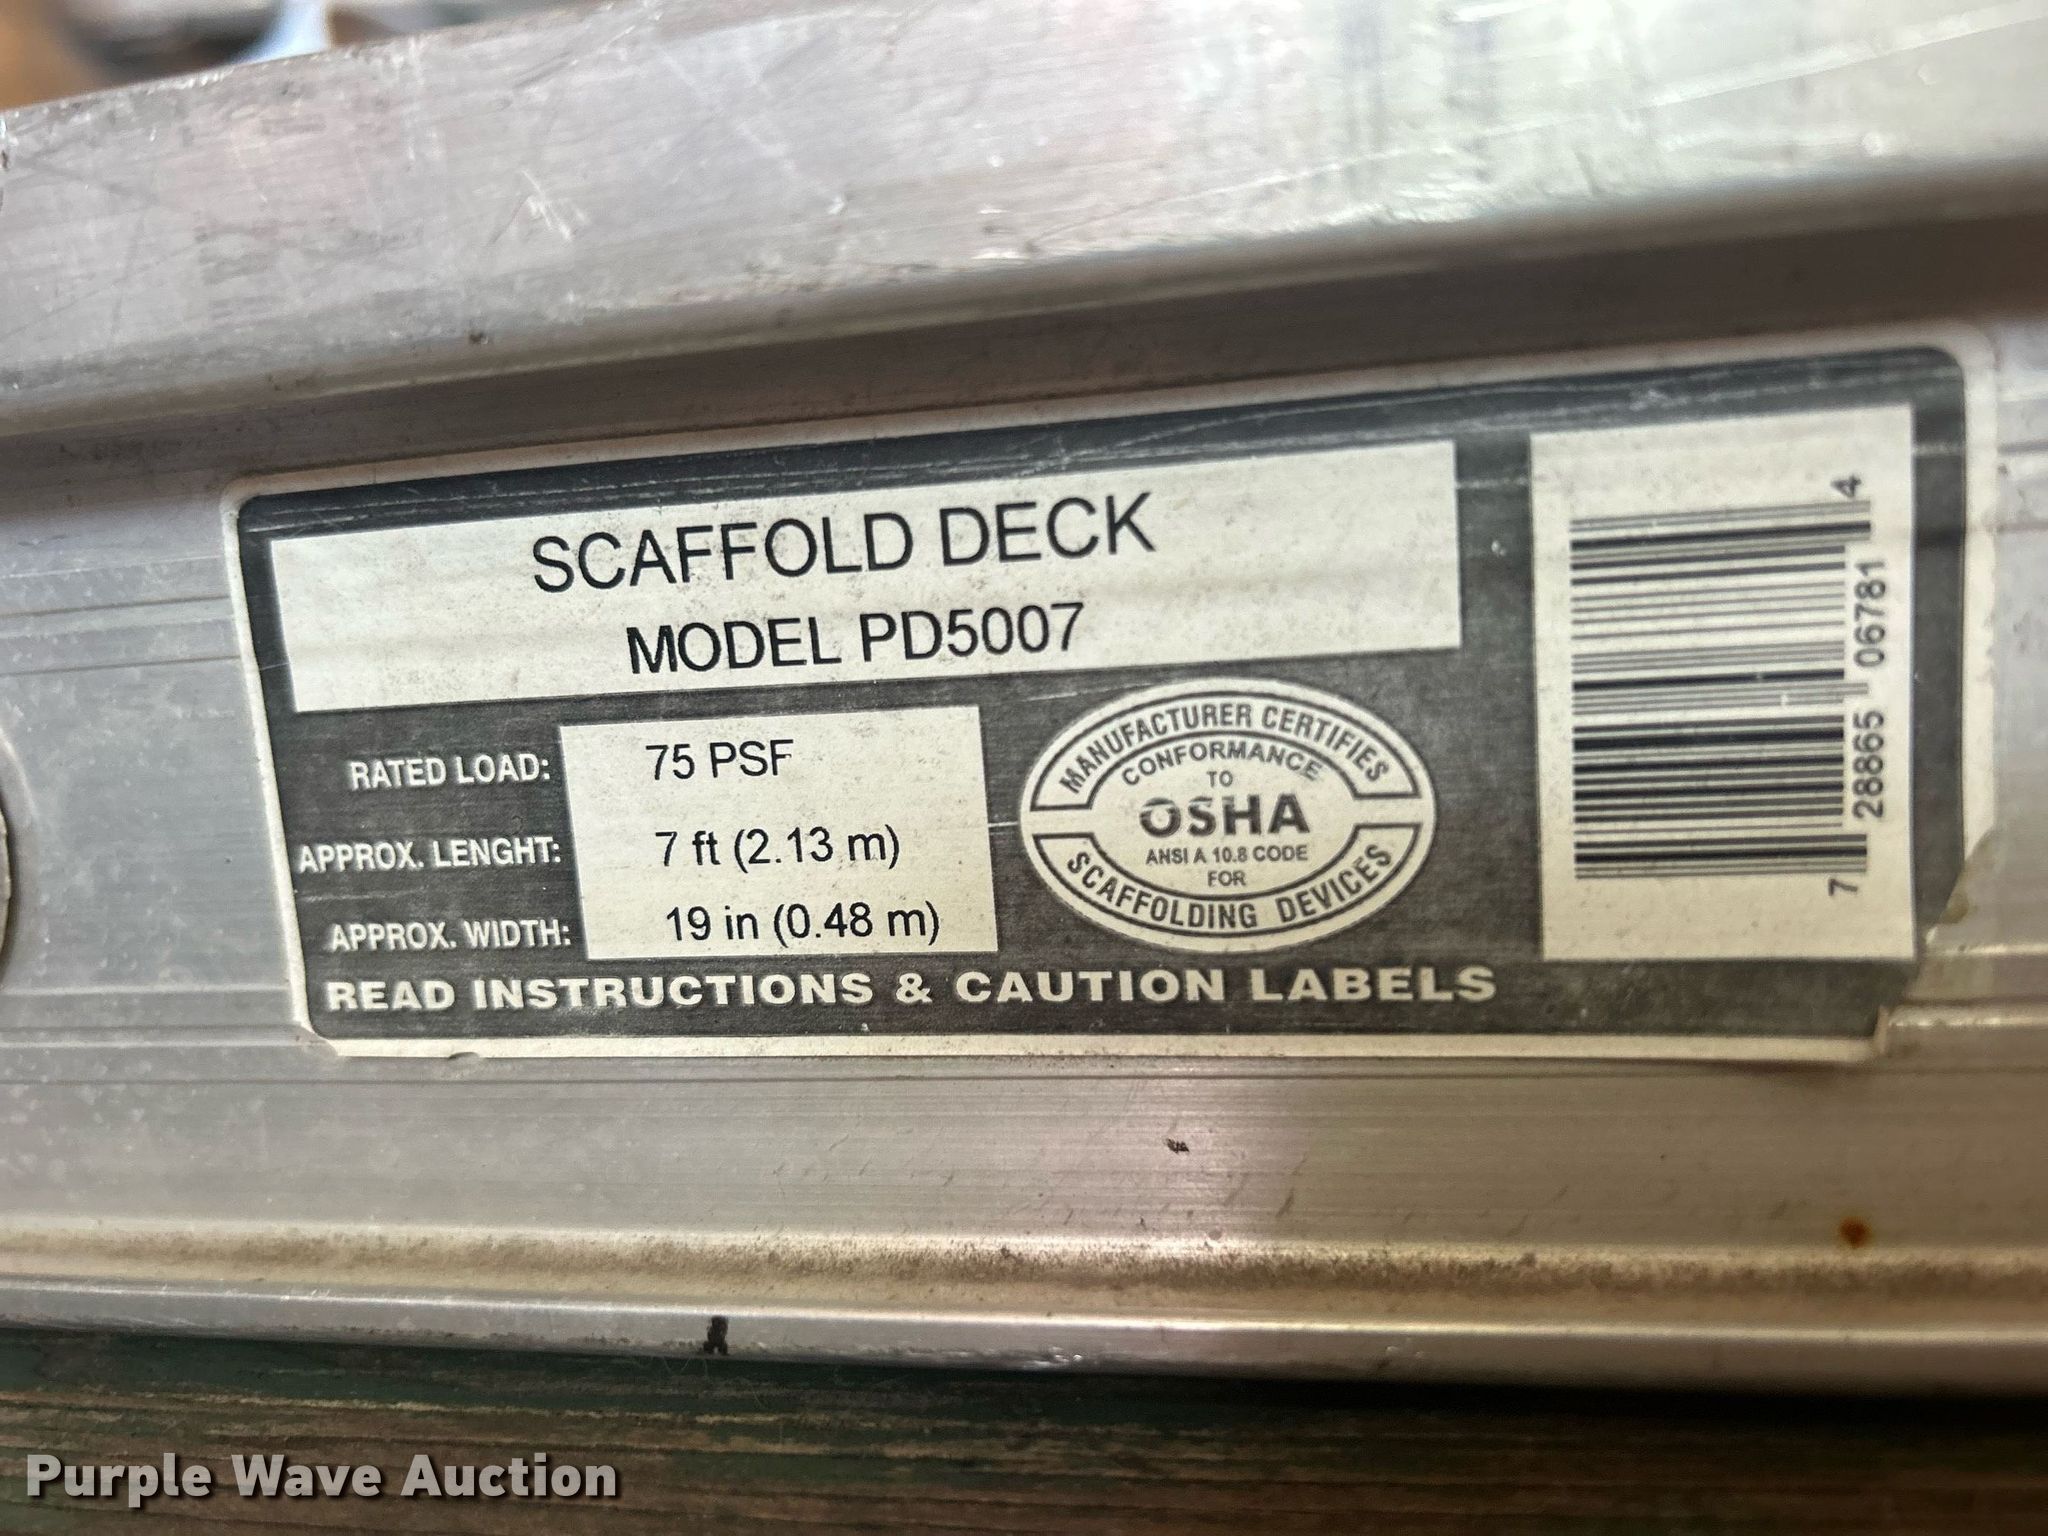 SCAFFOLD DECK
MODEL PD5007
RATED LOAD: 75 PSF
APPROX. LENGHT: 7 ft (2.13 m)
APPROX. WIDTH: 19 in (0.48 m)
READ INSTRUCTIONS & CAUTION LABELS
MANUFACTURER CERTIFIES
CONFORMANCE
TO
OSHA
ANSI A 10.8 CODE
FOR
SCAFFOLDING DEVICES
7 28865 06781 4
Purple Wave Auction